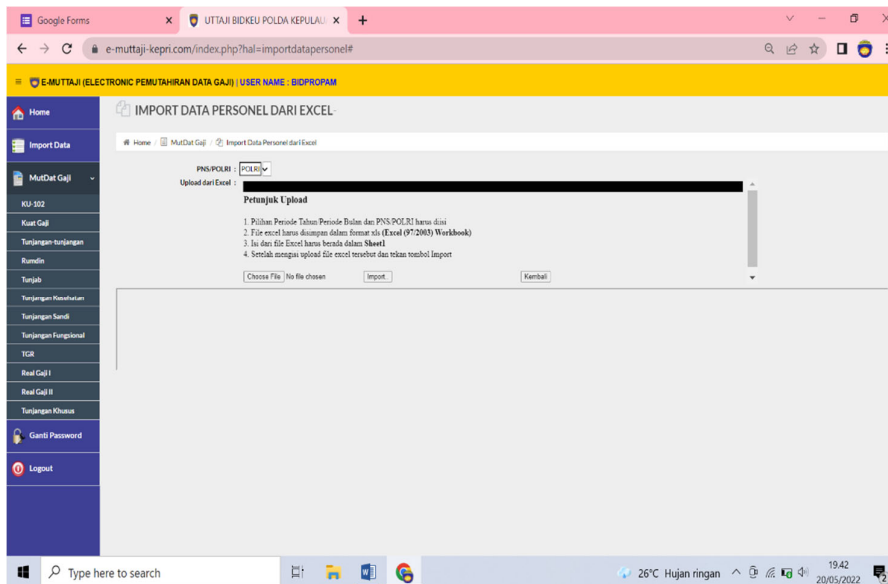 Google Forms
UTTAJI BIDKEU POLDA KEPULAU
e-muttaji-kepri.com/index.php?hal=importdatapersonel#
E-MUTTAJI (ELECTRONIC PEMUTAHIRAN DATA GAJI) | USER NAME : BIDPROPAM
Home
Import Data
MutDat Gaji
KU-102
Kuat Gaji
Tunjangan-tunjangan
Rumdin
Tunjab
Tunjangan Kesehatan
Tunjangan Sandi
Tunjangan Fungsional
TGR
Real Gaji I
Real Gaji II
Tunjangan Khusus
Ganti Password
Logout
IMPORT DATA PERSONEL DARI EXCEL-
Home / MutDat Gaji / Import Data Personel dari Excel
PNS/POLRI : POLRI
Upload dari Excel :
Petunjuk Upload
1. Pilihan Periode Tahun/Periode Bulan dan PNS/POLRI harus diisi
2. File excel harus disimpan dalam format xls (Excel (97/2003) Workbook)
3. Isi dari file Excel harus berada dalam Sheet1
4. Setelah mengisi upload file excel tersebut dan tekan tombol Import
Choose File No file chosen Import.. Kembali
Type here to search
26°C Hujan ringan
19.42
20/05/2022
2